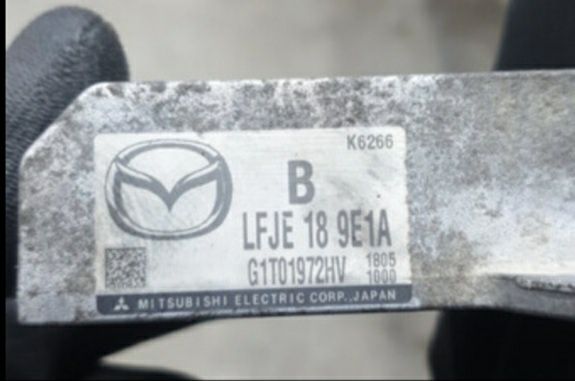 K6266
B
LFJE 18 9E1A
G1T01972HV 1805
1000
MITSUBISHI ELECTRIC CORP.,JAPAN